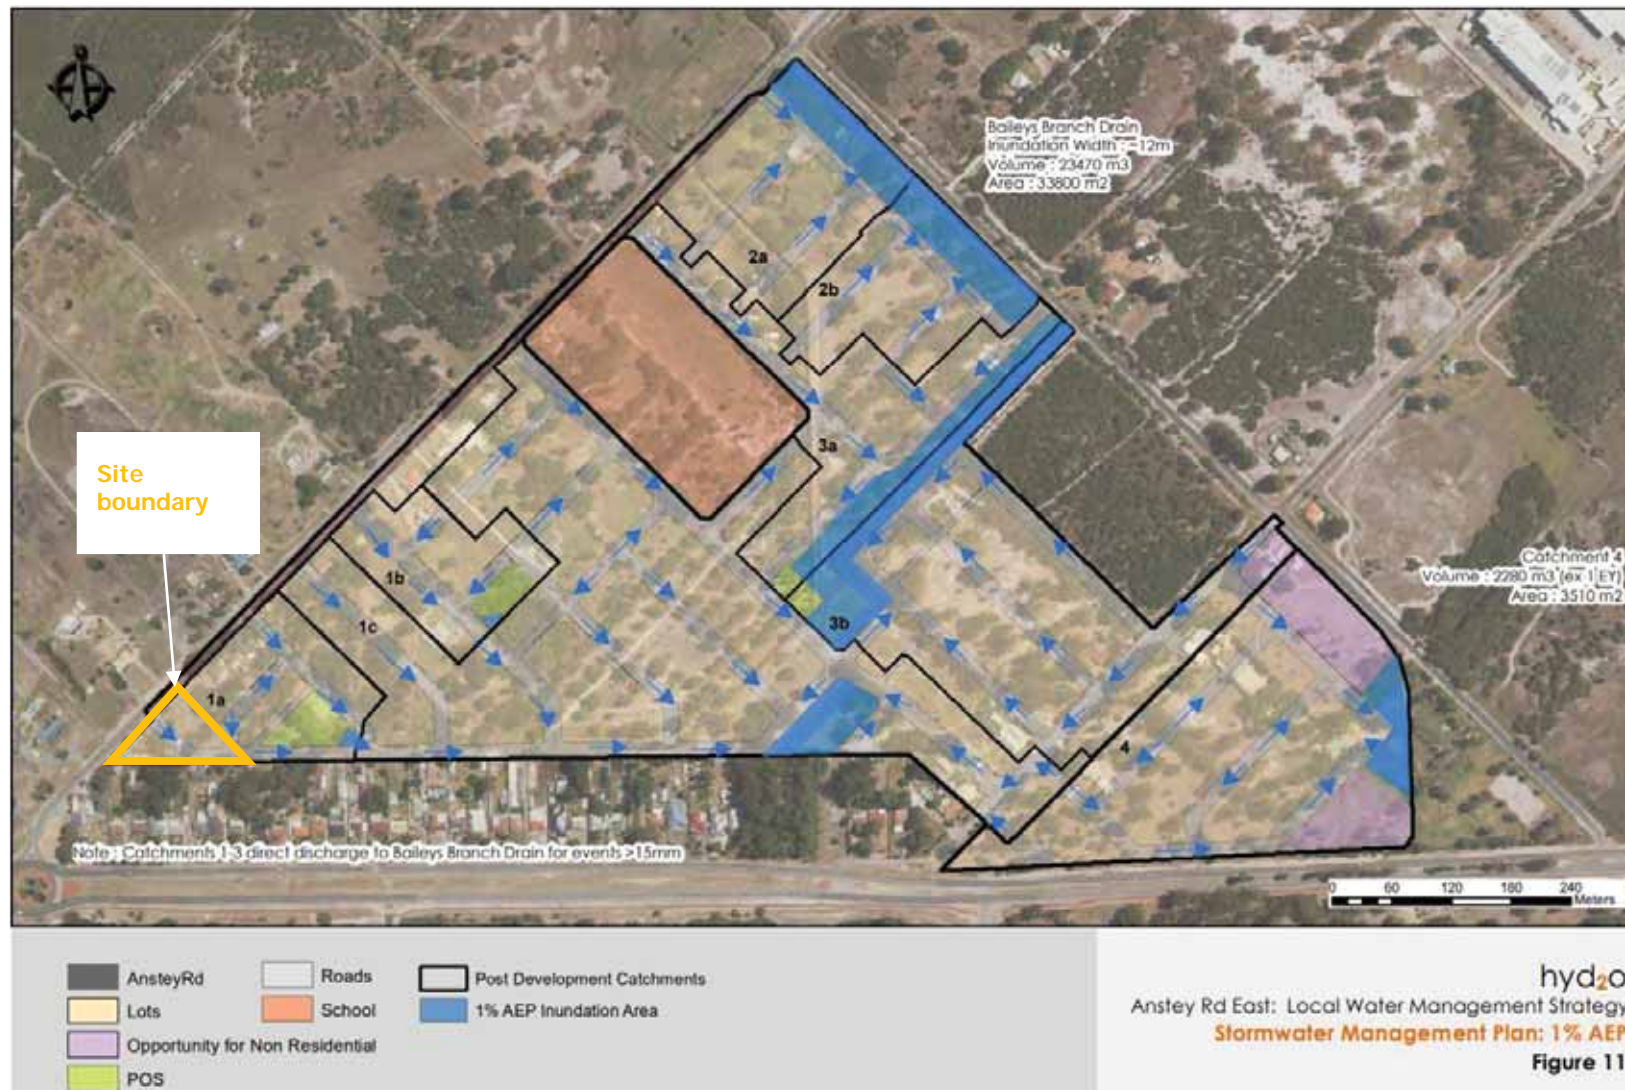 Baileys Branch Drain
Inundation Width : ~12m
Volume : 23470 m3
Area : 33800 m2
2a
2b
3a
Site
boundary
Catchment 4
Volume : 2280 m3 (ex 1 EY)
Area : 3510 m2
1b
1c
3b
1a
4
Note : Catchments 1-3 direct discharge to Baileys Branch Drain for events >15mm
0 60 120 180 240
Meters
AnsteyRd
Lots
Opportunity for Non Residential
POS
Roads
School
Post Development Catchments
1% AEP Inundation Area
hyd2o
Anstey Rd East: Local Water Management Strategy
Stormwater Management Plan: 1% AEP
Figure 11